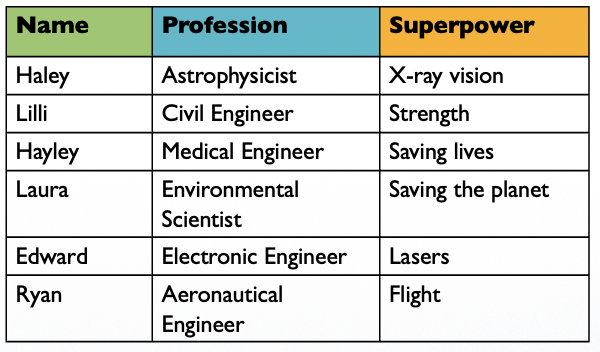 Name Profession Superpower
Haley Astrophysicist X-ray vision
Lilli Civil Engineer Strength
Hayley Medical Engineer Saving lives
Laura Environmental Saving the planet
Scientist
Edward Electronic Engineer Lasers
Ryan Aeronautical Flight
Engineer